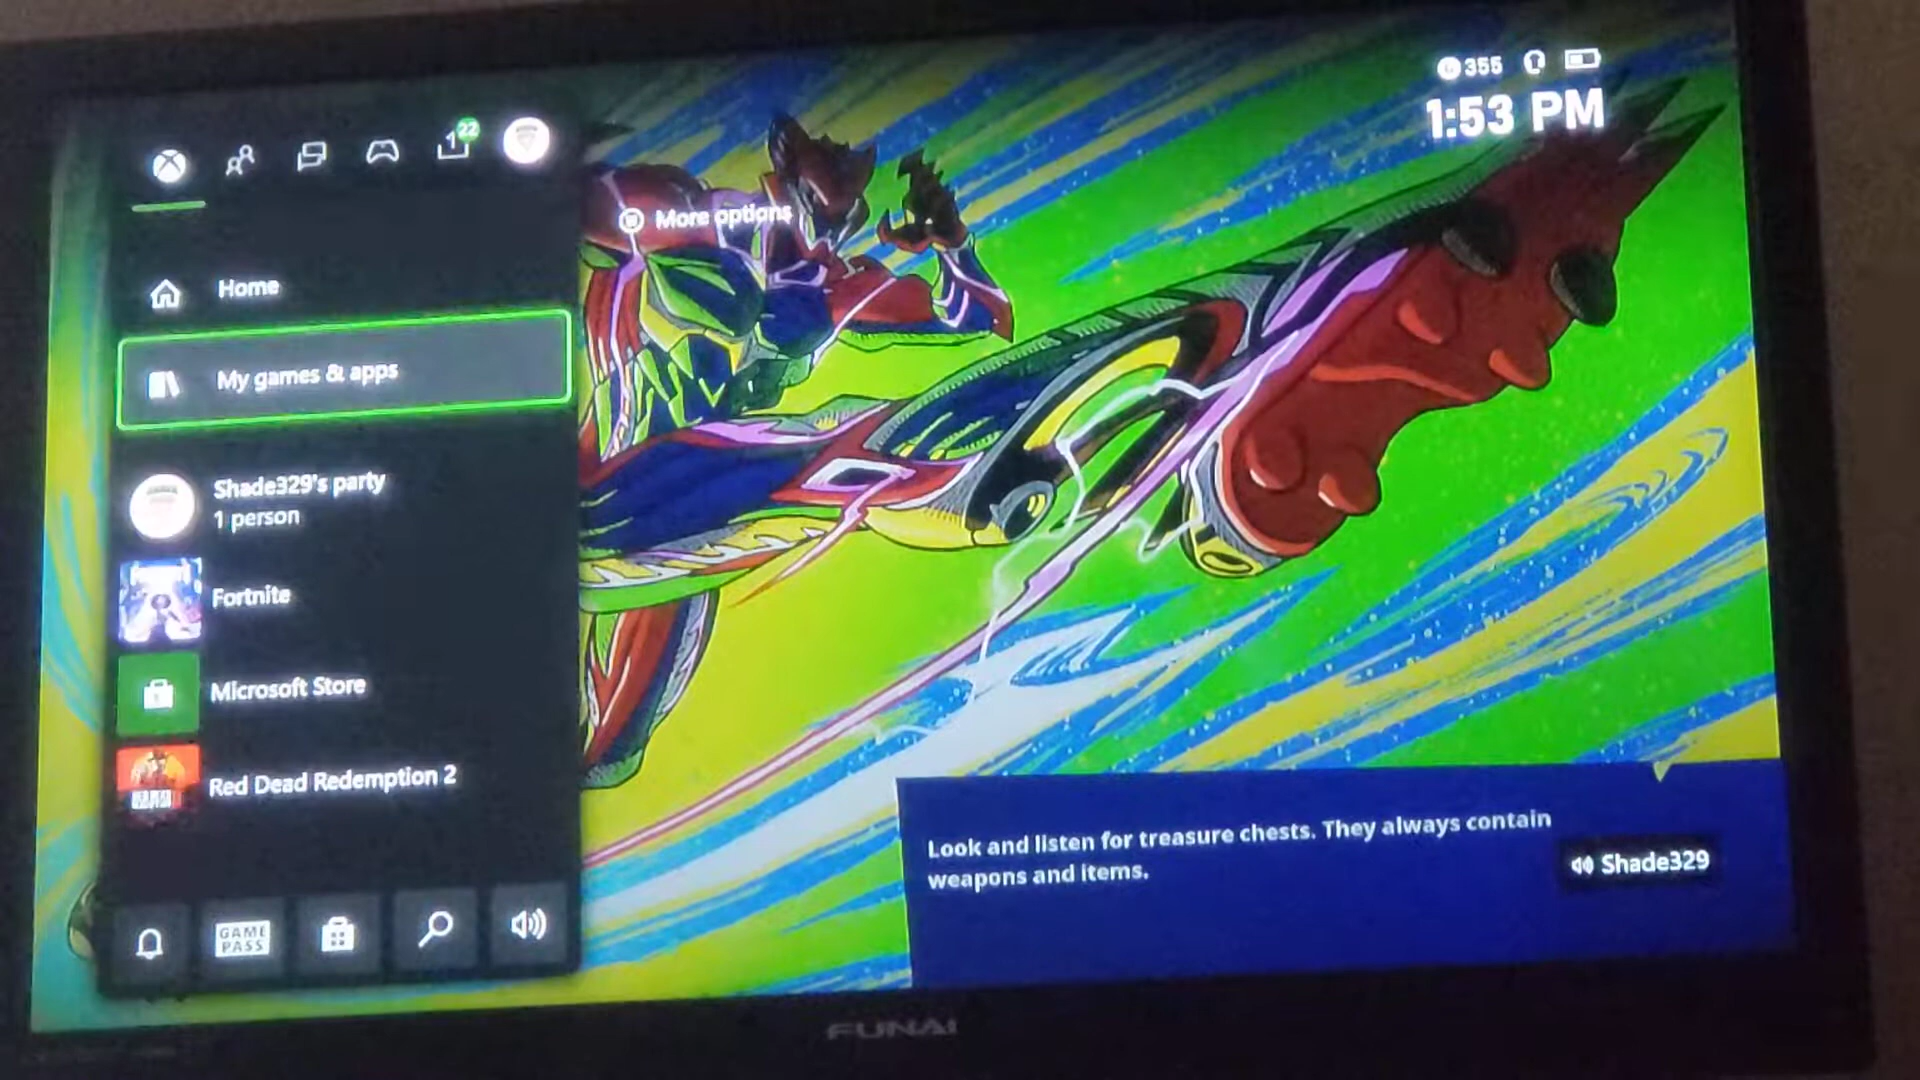 355
1:53 PM
22
More options
Home
My games & apps
Shade329's party
1 person
Fortnite
Microsoft Store
Red Dead Redemption 2
GAME
PASS
Look and listen for treasure chests. They always contain
weapons and items.
Shade329
FUNAI